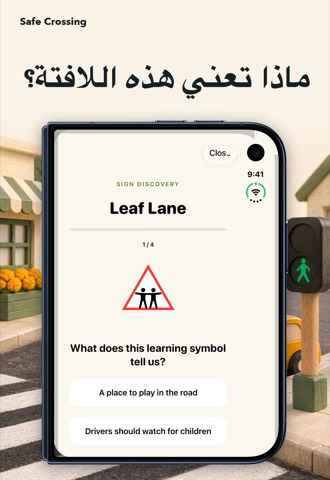 Safe Crossing
ماذا تعني هذه اللافتة؟
Clos..
9:41
SIGN DISCOVERY
Leaf Lane
1 / 4
What does this learning symbol
tell us?
A place to play in the road
Drivers should watch for children